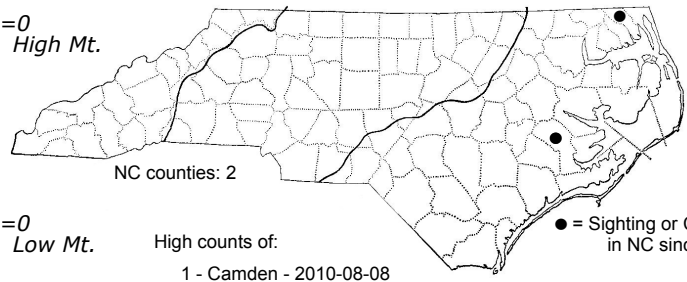 =0
High Mt.
NC counties: 2
=0
Low Mt.
High counts of:
1 - Camden - 2010-08-08
● = Sighting or
in NC